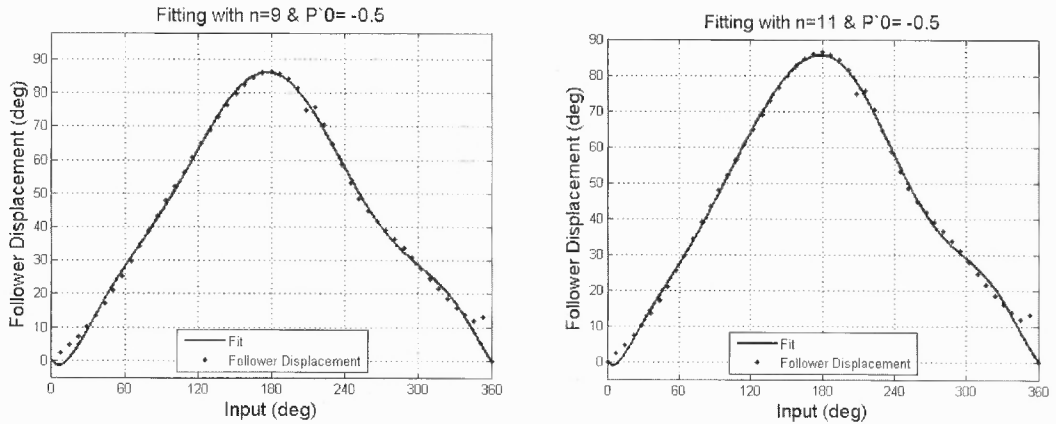 Fitting with n=9 & P`0= -0.5
90
80
70
60
50
40
30
20
10
0
Follower Displacement (deg)
Fit
Follower Displacement
0 60 120 180 240 300 360
Input (deg)
Fitting with n=11 & P`0= -0.5
90
80
70
60
50
40
30
20
10
0
Follower Displacement (deg)
Fit
Follower Displacement
0 60 120 180 240 300 360
Input (deg)